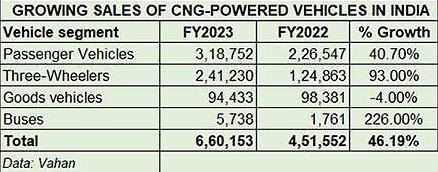 GROWING SALES OF CNG-POWERED VEHICLES IN INDIA
Vehicle segment FY2023 FY2022 % Growth
Passenger Vehicles 3,18,752 2,26,547 40.70%
Three-Wheelers 2,41,230 1,24,863 93.00%
Goods vehicles 94,433 98,381 -4.00%
Buses 5,738 1,761 226.00%
Total 6,60,153 4,51,552 46.19%
Data: Vahan